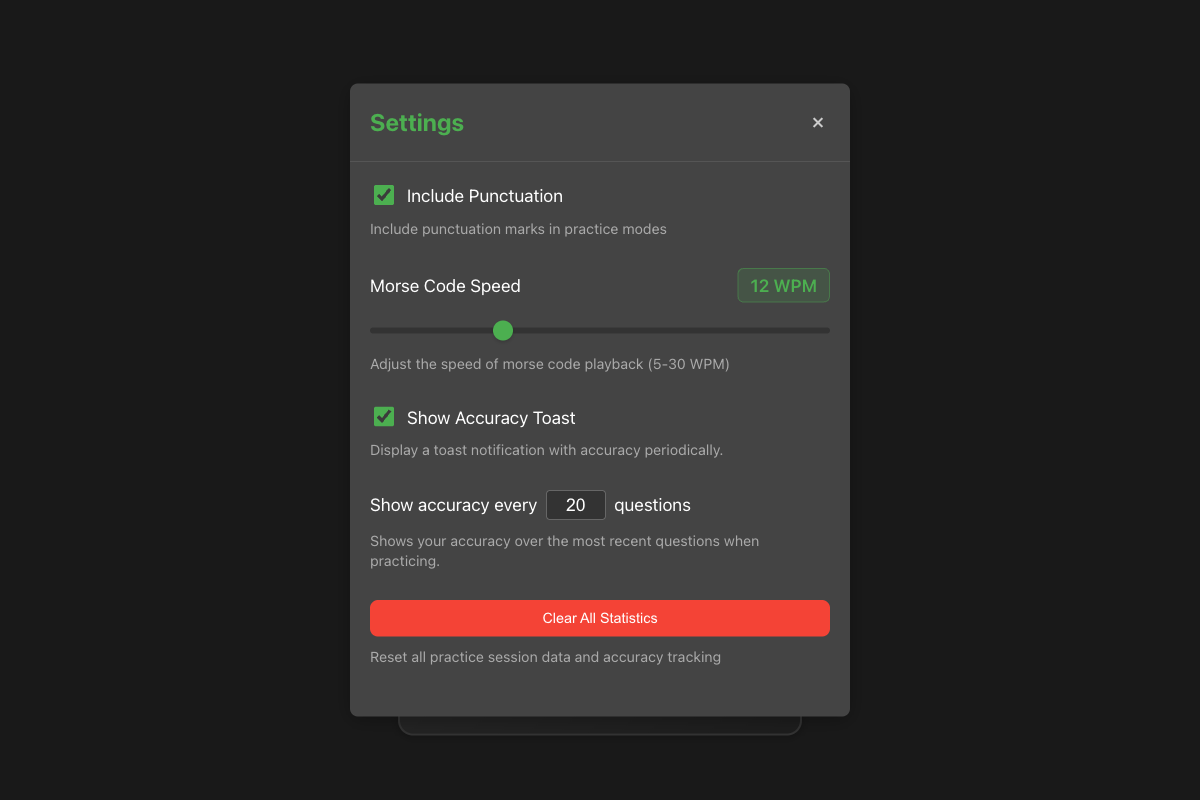 Settings
×
Include Punctuation
Include punctuation marks in practice modes
Morse Code Speed
12 WPM
Adjust the speed of morse code playback (5-30 WPM)
Show Accuracy Toast
Display a toast notification with accuracy periodically.
Show accuracy every 20 questions
Shows your accuracy over the most recent questions when
practicing.
Clear All Statistics
Reset all practice session data and accuracy tracking